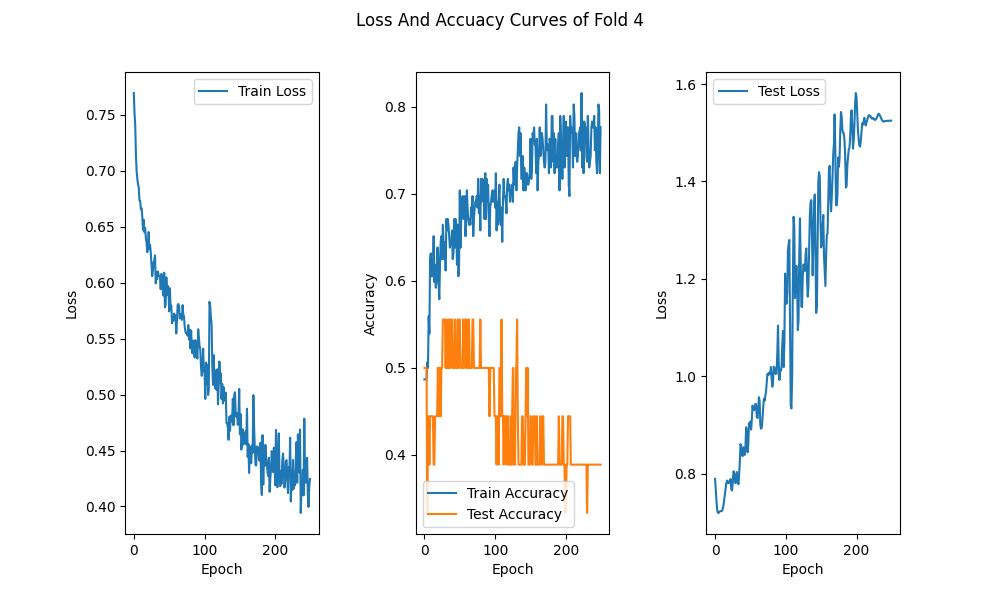 Loss And Accuacy Curves of Fold 4
Loss
0.75
0.70
0.65
0.60
0.55
0.50
0.45
0.40
Train Loss
0
100
200
Epoch
Accuracy
0.8
0.7
0.6
0.5
0.4
Train Accuracy
Test Accuracy
0
100
200
Epoch
Loss
1.6
1.4
1.2
1.0
0.8
Test Loss
0
100
200
Epoch